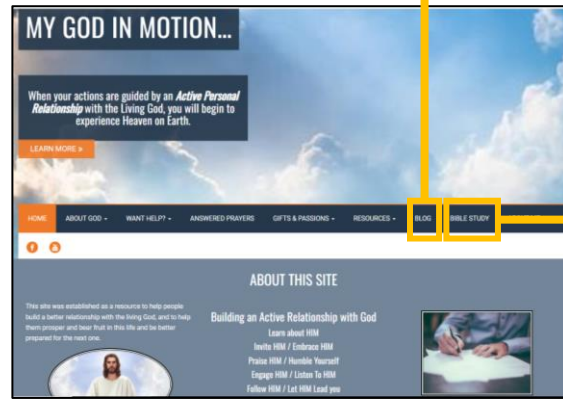 MY GOD IN MOTION...
When your actions are guided by an Active Personal
Relationship with the Living God, you will begin to
experience Heaven on Earth.
LEARN MORE »
HOME ABOUT GOD WANT HELP? ANSWERED PRAYERS GIFTS & PASSIONS RESOURCES BLOG BIBLE STUDY
ABOUT THIS SITE
This site was established as a resource to help people
build a better relationship with the living God, and to help
them prosper and bear fruit in this life and be better
prepared for the next one.
Building an Active Relationship with God
Learn about HIM
Invite HIM / Embrace HIM
Praise HIM / Humble Yourself
Engage HIM / Listen To HIM
Follow HIM / Let HIM Lead you